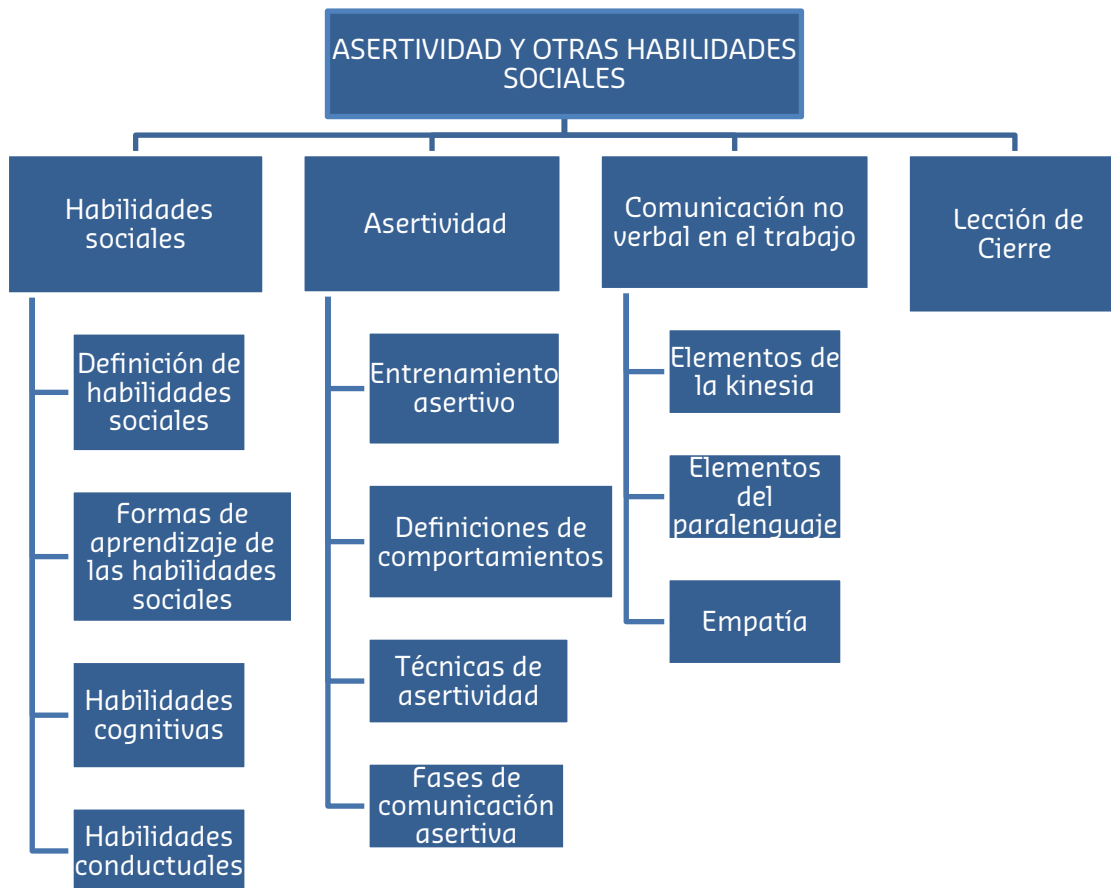 ASERTIVIDAD Y OTRAS HABILIDADES
SOCIALES
Habilidades
sociales
Definición de
habilidades
sociales
Formas de
aprendizaje de
las habilidades
sociales
Habilidades
cognitivas
Habilidades
conductuales
Asertividad
Entrenamiento
asertivo
Definiciones de
comportamientos
Técnicas de
asertividad
Fases de
comunicación
asertiva
Comunicación no
verbal en el trabajo
Elementos de
la kinesia
Elementos
del
paralenguaje
Empatía
Lección de
Cierre